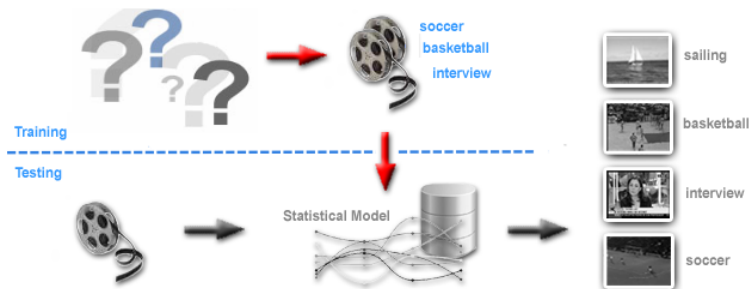 soccer
basketball
interview
Training
Testing
Statistical Model
sailing
basketball
interview
soccer